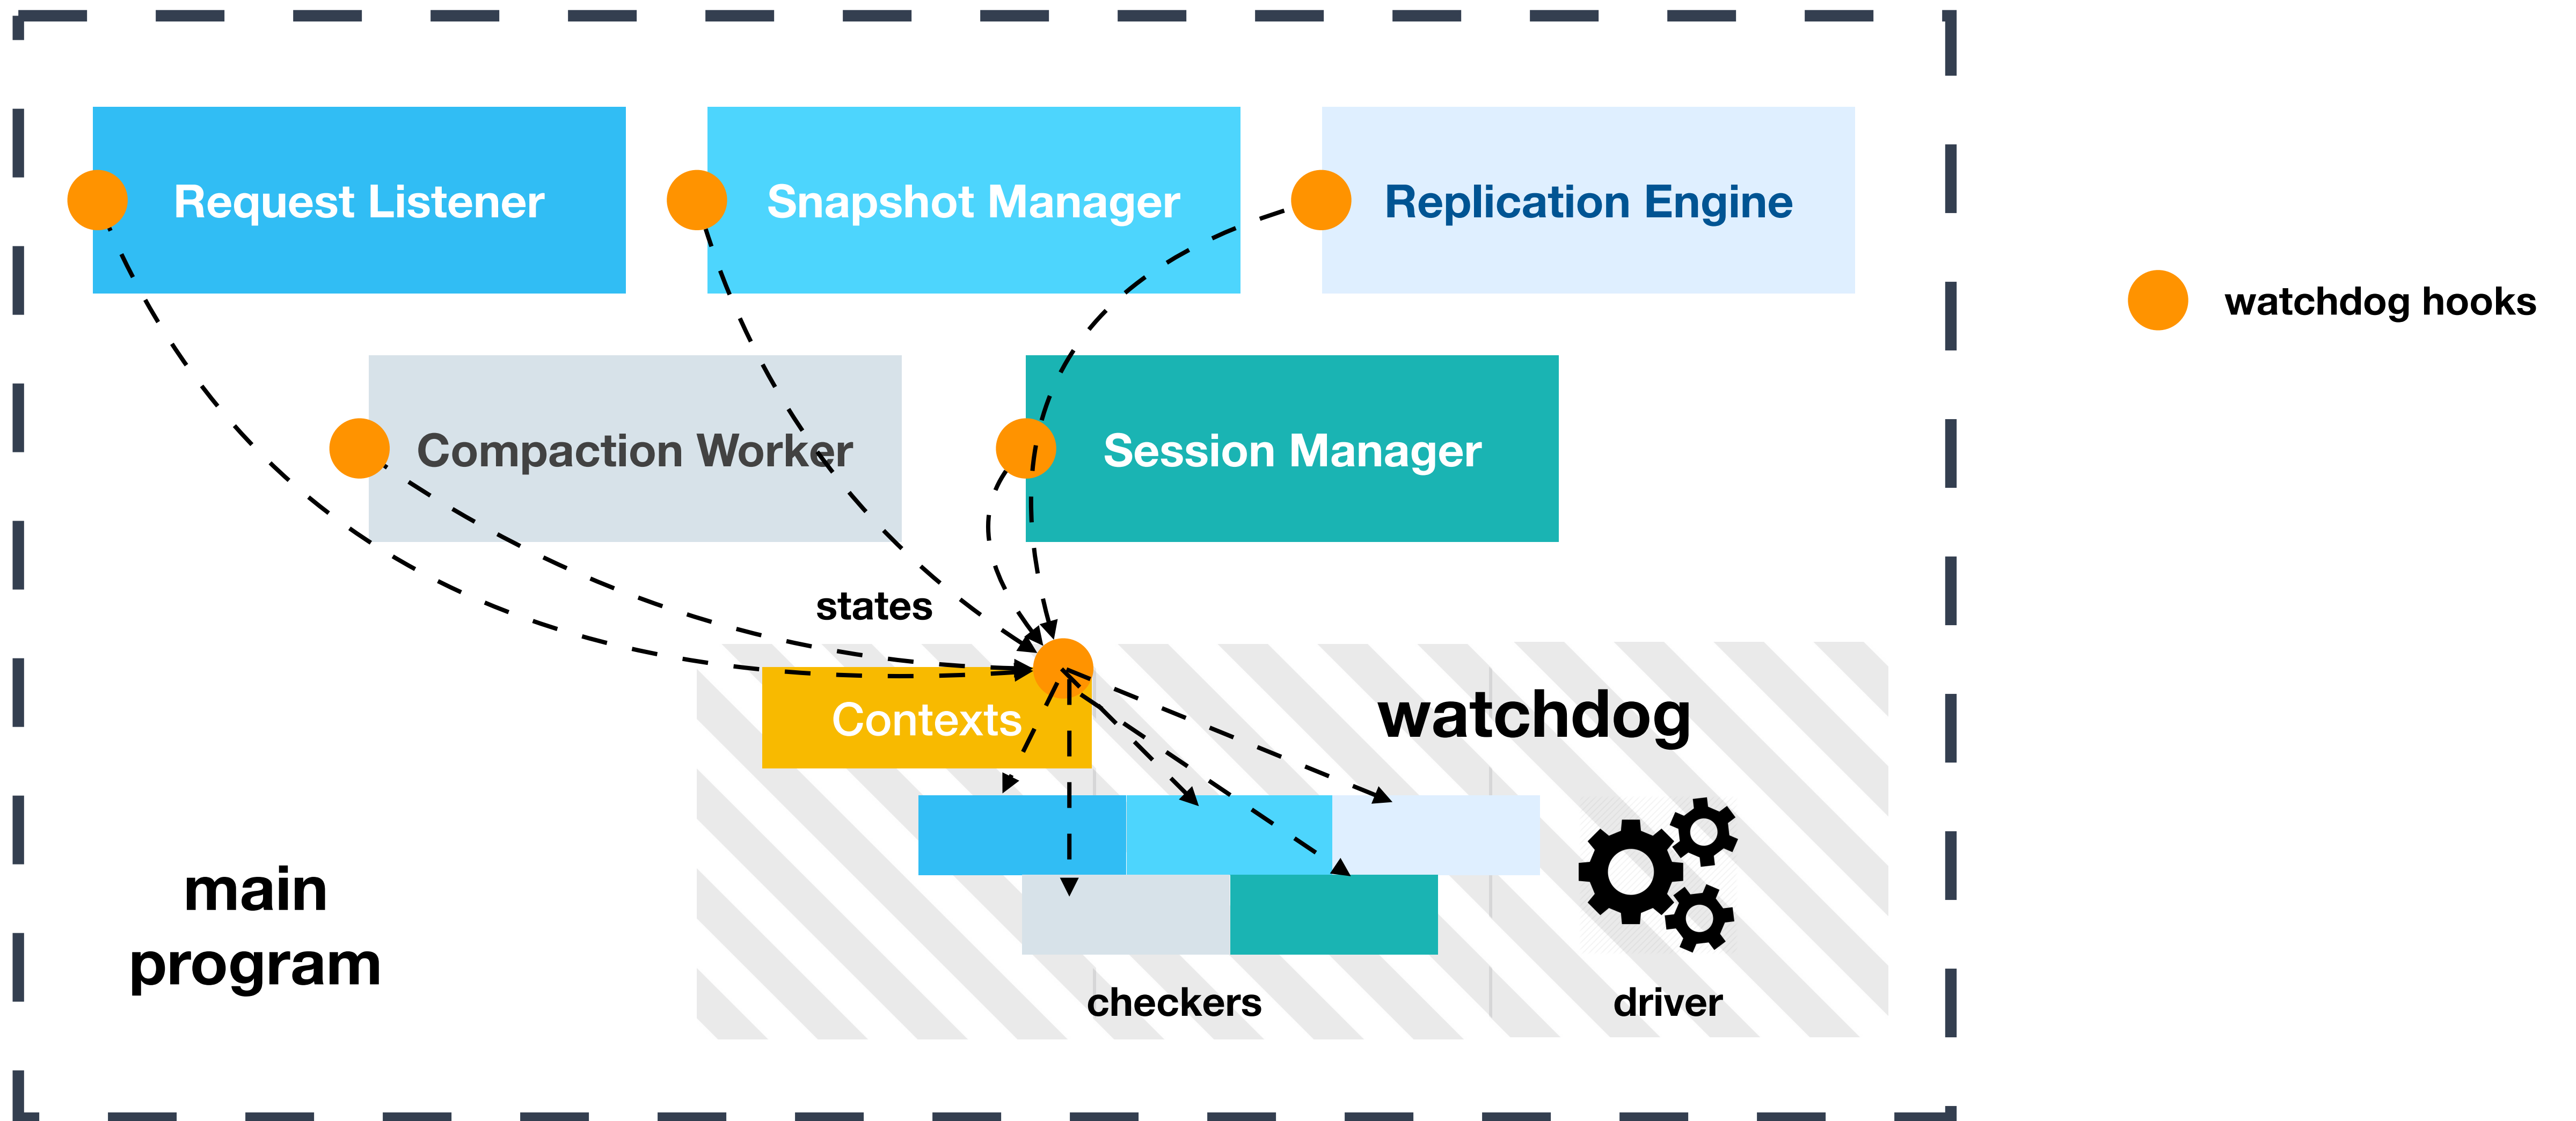 Request Listener
Snapshot Manager
Replication Engine
watchdog hooks
Compaction Worker
Session Manager
states
Contexts
watchdog
main
program
checkers
driver